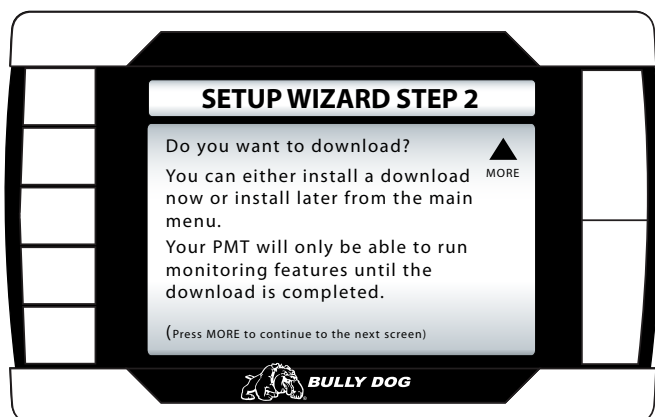 SETUP WIZARD STEP 2
Do you want to download?
You can either install a download
now or install later from the main
menu.
Your PMT will only be able to run
monitoring features until the
download is completed.
(Press MORE to continue to the next screen)
MORE
BULLY DOG